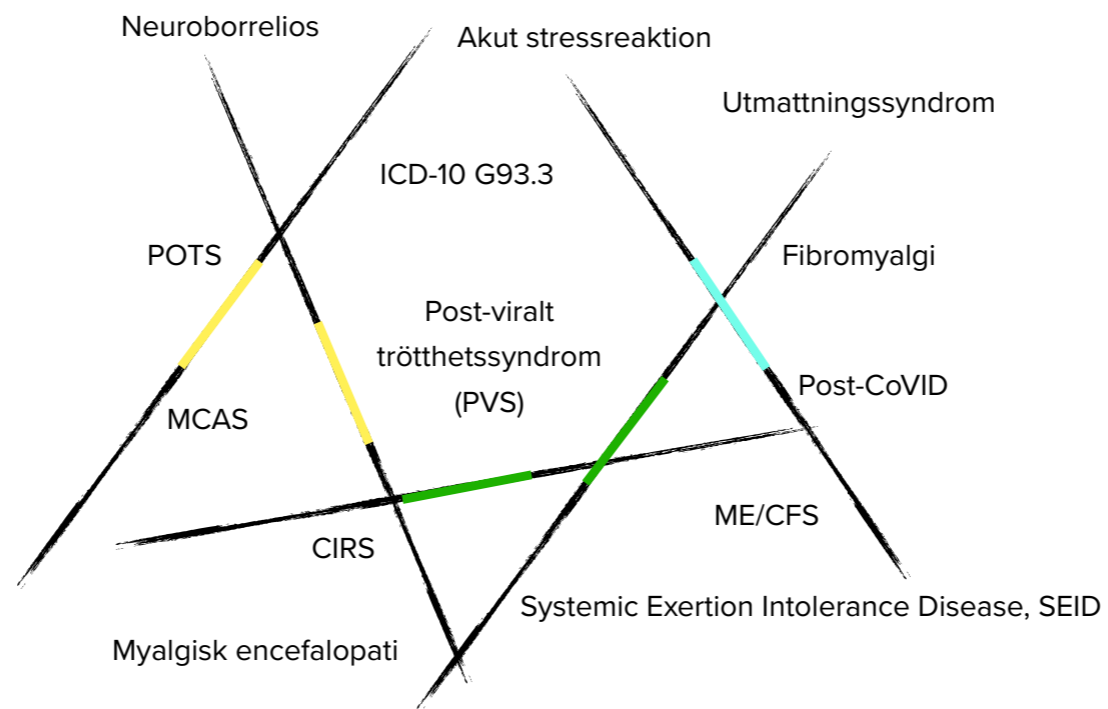 Neuroborrelios
Akut stressreaktion
Utmattningssyndrom
ICD-10 G93.3
POTS
Fibromyalgi
Post-viralt
trötthetssyndrom
(PVS)
Post-CoVID
MCAS
ME/CFS
CIRS
Systemic Exertion Intolerance Disease, SEID
Myalgisk encefalopati